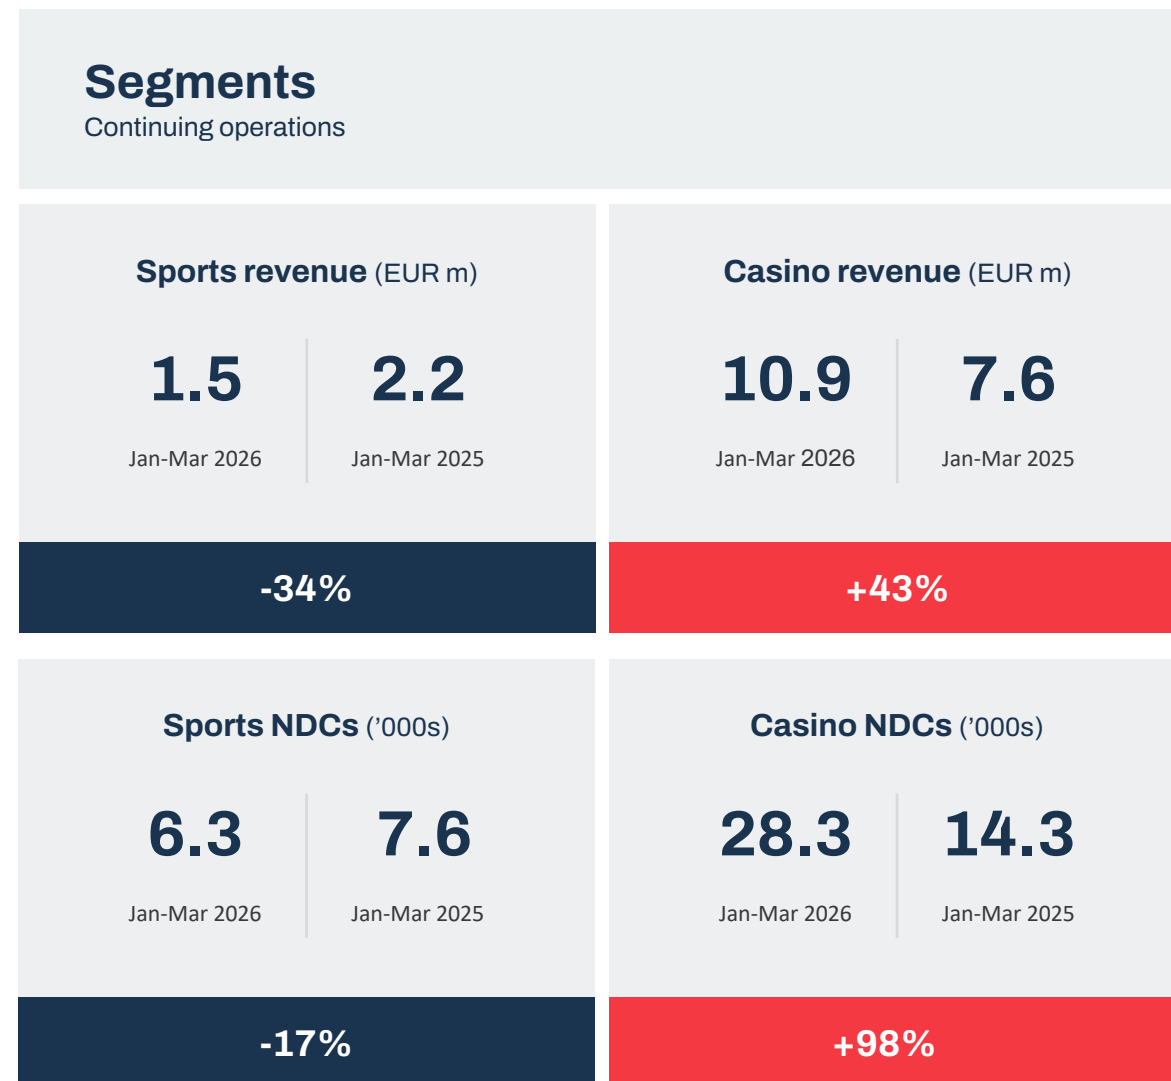 Segments
Continuing operations
Sports revenue (EUR m)
1.5
2.2
Jan-Mar 2026
Jan-Mar 2025
-34%
Casino revenue (EUR m)
10.9
7.6
Jan-Mar 2026
Jan-Mar 2025
+43%
Sports NDCs (’000s)
6.3
7.6
Jan-Mar 2026
Jan-Mar 2025
-17%
Casino NDCs (’000s)
28.3
14.3
Jan-Mar 2026
Jan-Mar 2025
+98%